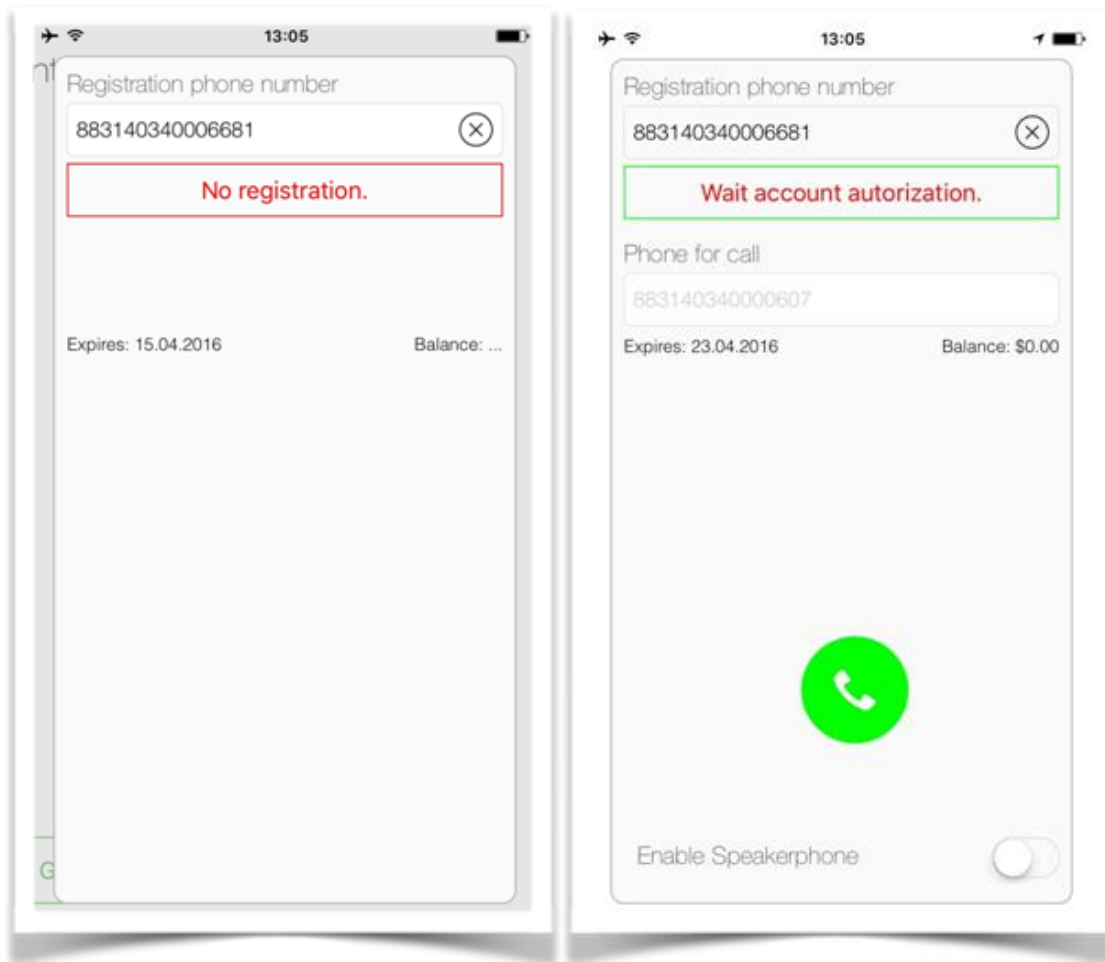 13:05
nt
Registration phone number
883140340006681
No registration.
Expires: 15.04.2016 Balance: ...
G
13:05
Registration phone number
883140340006681
Wait account autorization.
Phone for call
883140340000607
Expires: 23.04.2016 Balance: $0.00
Enable Speakerphone